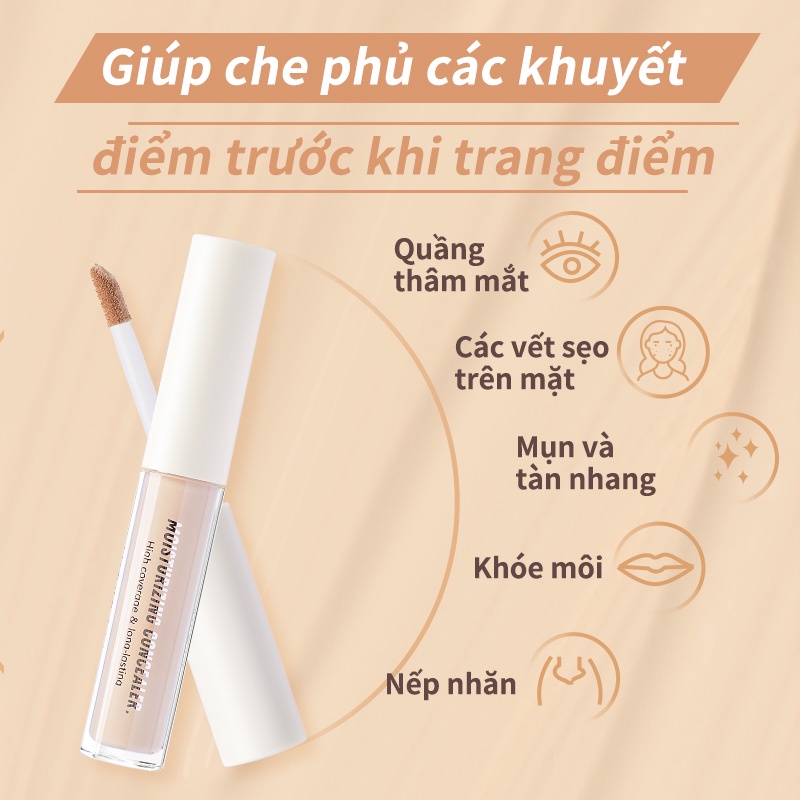 Giúp che phủ các khuyết
điểm trước khi trang điểm
Quầng
thâm mắt
Các vết sẹo
trên mặt
Mụn và
tàn nhang
Khóe môi
Nếp nhăn
MOISTURIZING CONCEALER.
High coverage & long-lasting